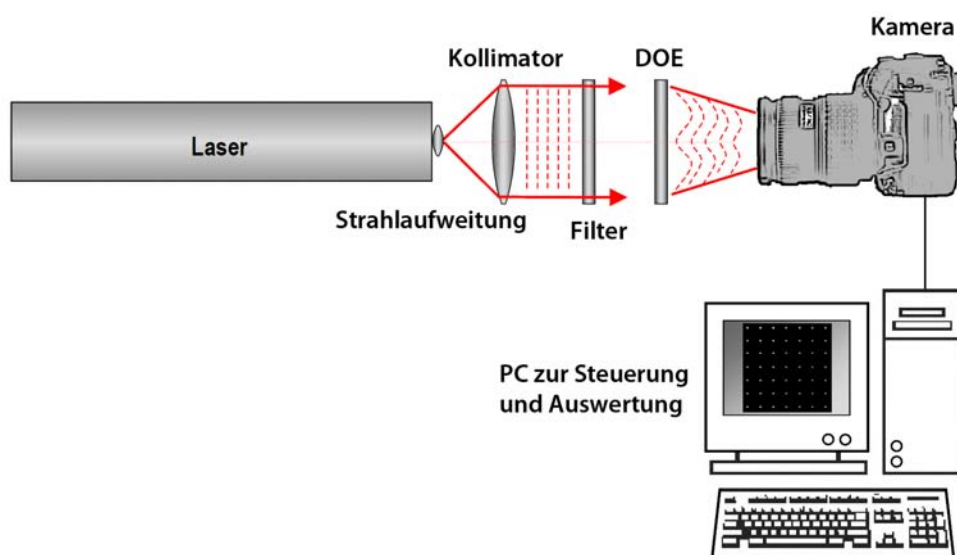 Kamera
Kollimator
DOE
Laser
Strahlaufweitung
Filter
PC zur Steuerung
und Auswertung